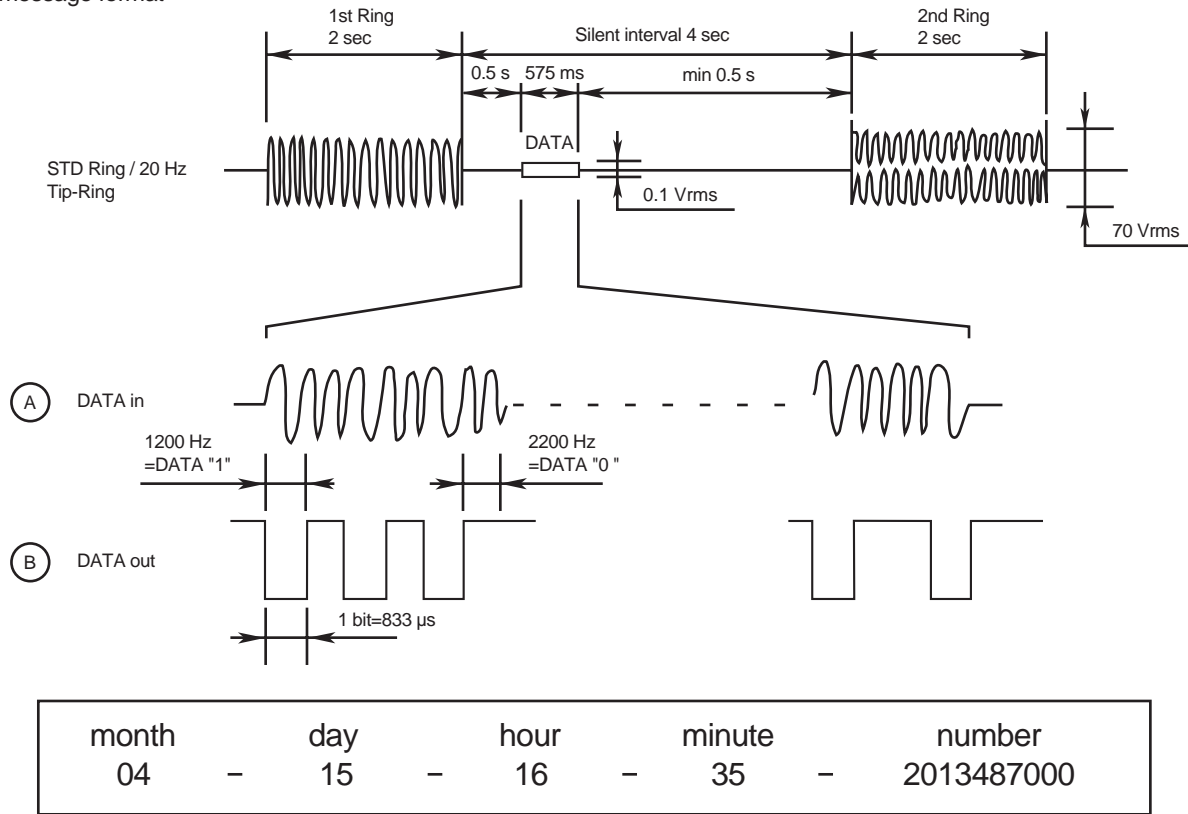 message format
1st Ring
2 sec
Silent interval 4 sec
2nd Ring
2 sec
0.5 s
575 ms
min 0.5 s
DATA
STD Ring / 20 Hz
Tip-Ring
0.1 Vrms
70 Vrms
A
DATA in
1200 Hz
=DATA "1"
2200 Hz
=DATA "0 "
B
DATA out
1 bit=833 µs
month day hour minute number
04 – 15 – 16 – 35 – 2013487000